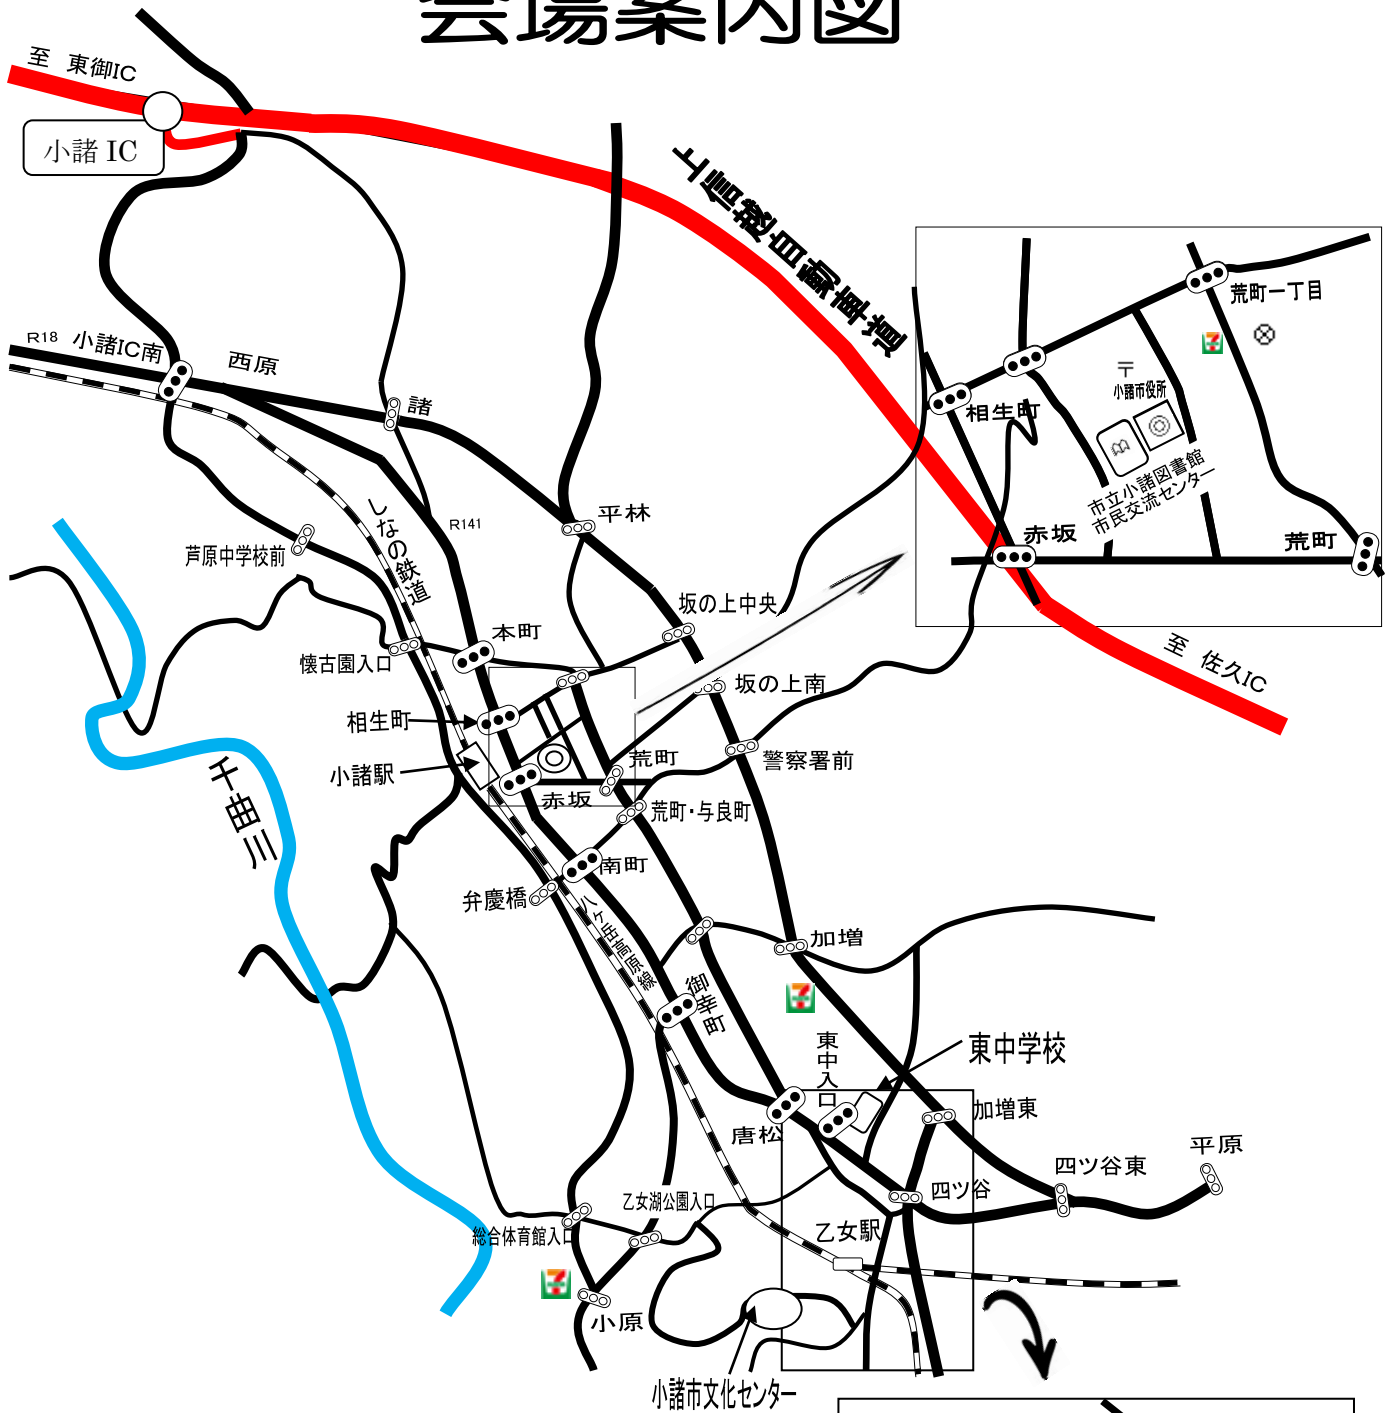 会場案内図
至 東御IC
小諸 IC
上信越自動車道
荒町一丁目
R18 小諸IC南
西原
諸
〒
小諸市役所
相生町
市立小諸図書館
市民交流センター
しなの鉄道
R141
平林
赤坂
荒町
芦原中学校前
坂の上中央
本町
懐古園入口
至 佐久IC
坂の上南
相生町
小諸駅
荒町
警察署前
千曲川
赤坂
荒町・与良町
南町
弁慶橋
八ヶ岳高原線
加増
御幸町
7
東中入口
東中学校
加増東
唐松
平原
四ツ谷東
四ツ谷
乙女湖公園入口
総合体育館入口
乙女駅
7
小原
小諸市文化センター